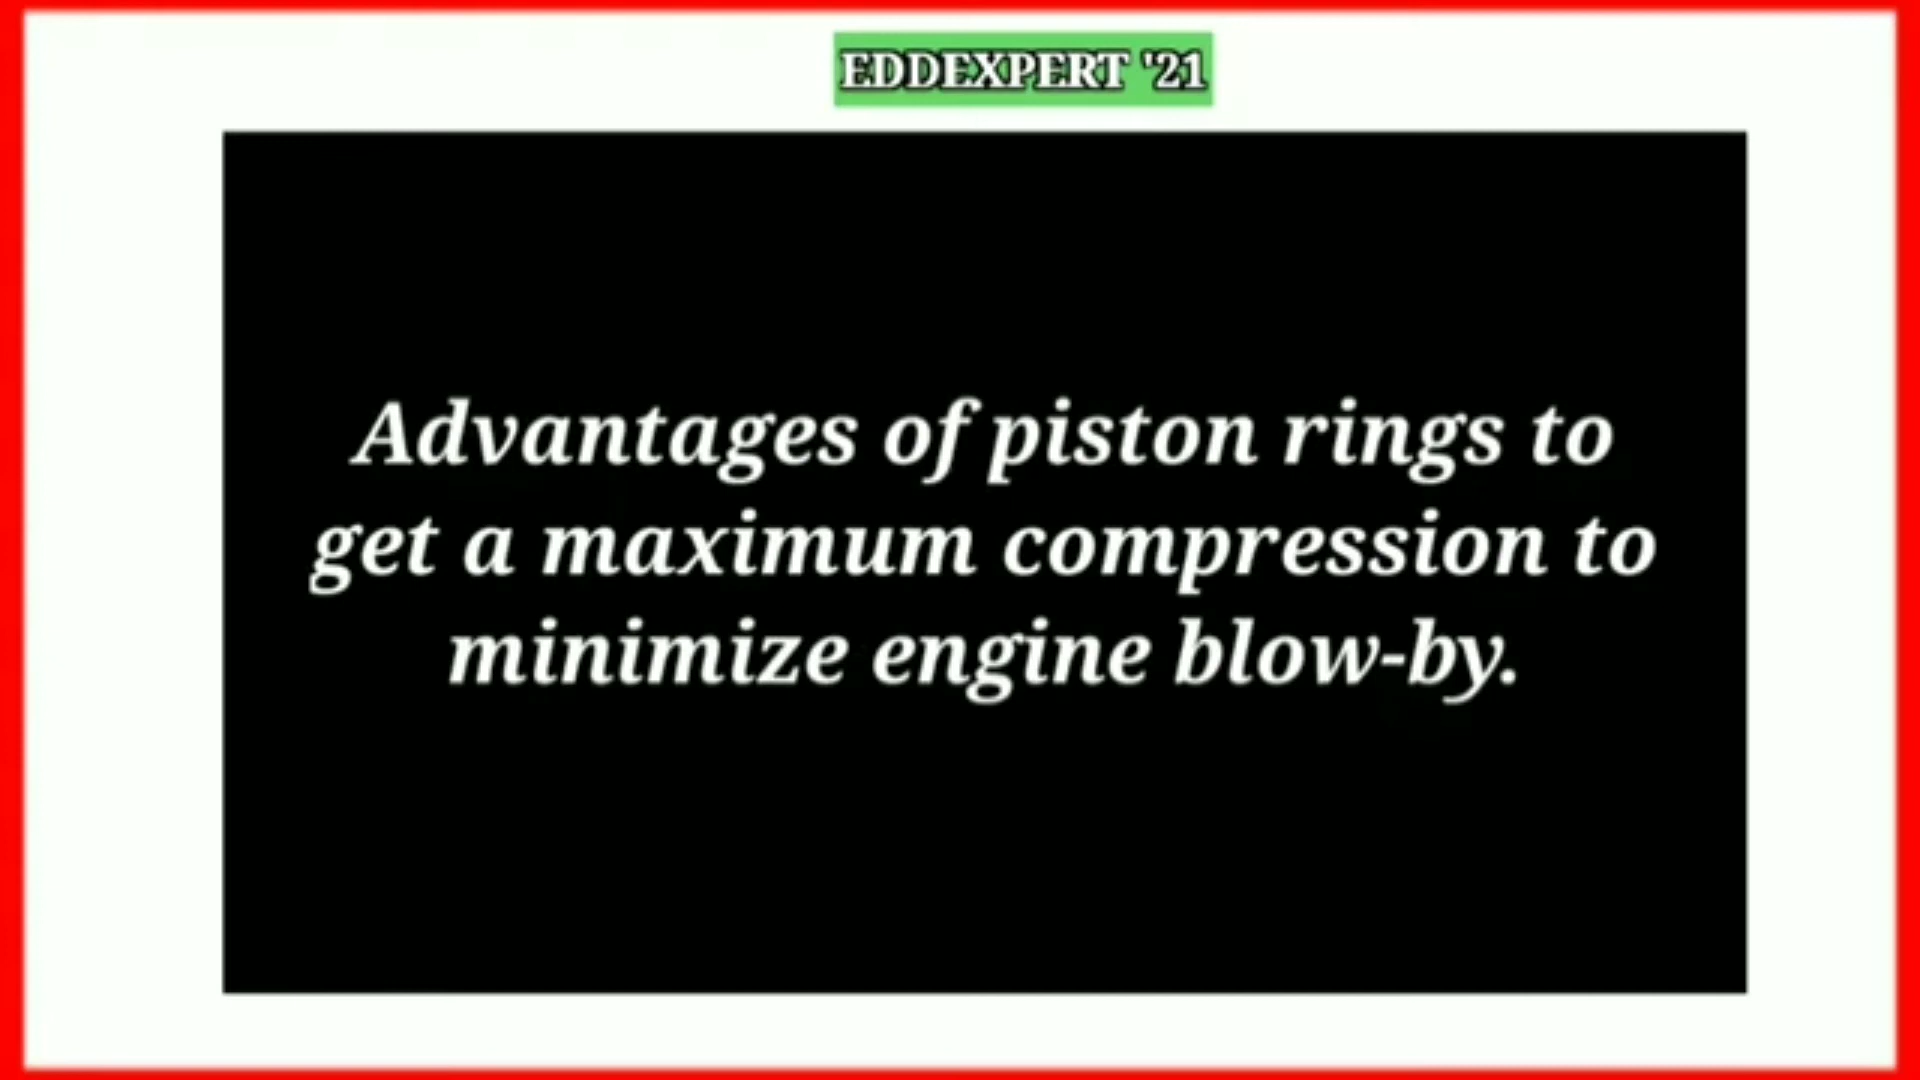 EDDEXPERT '21
Advantages of piston rings to
get a maximum compression to
minimize engine blow-by.